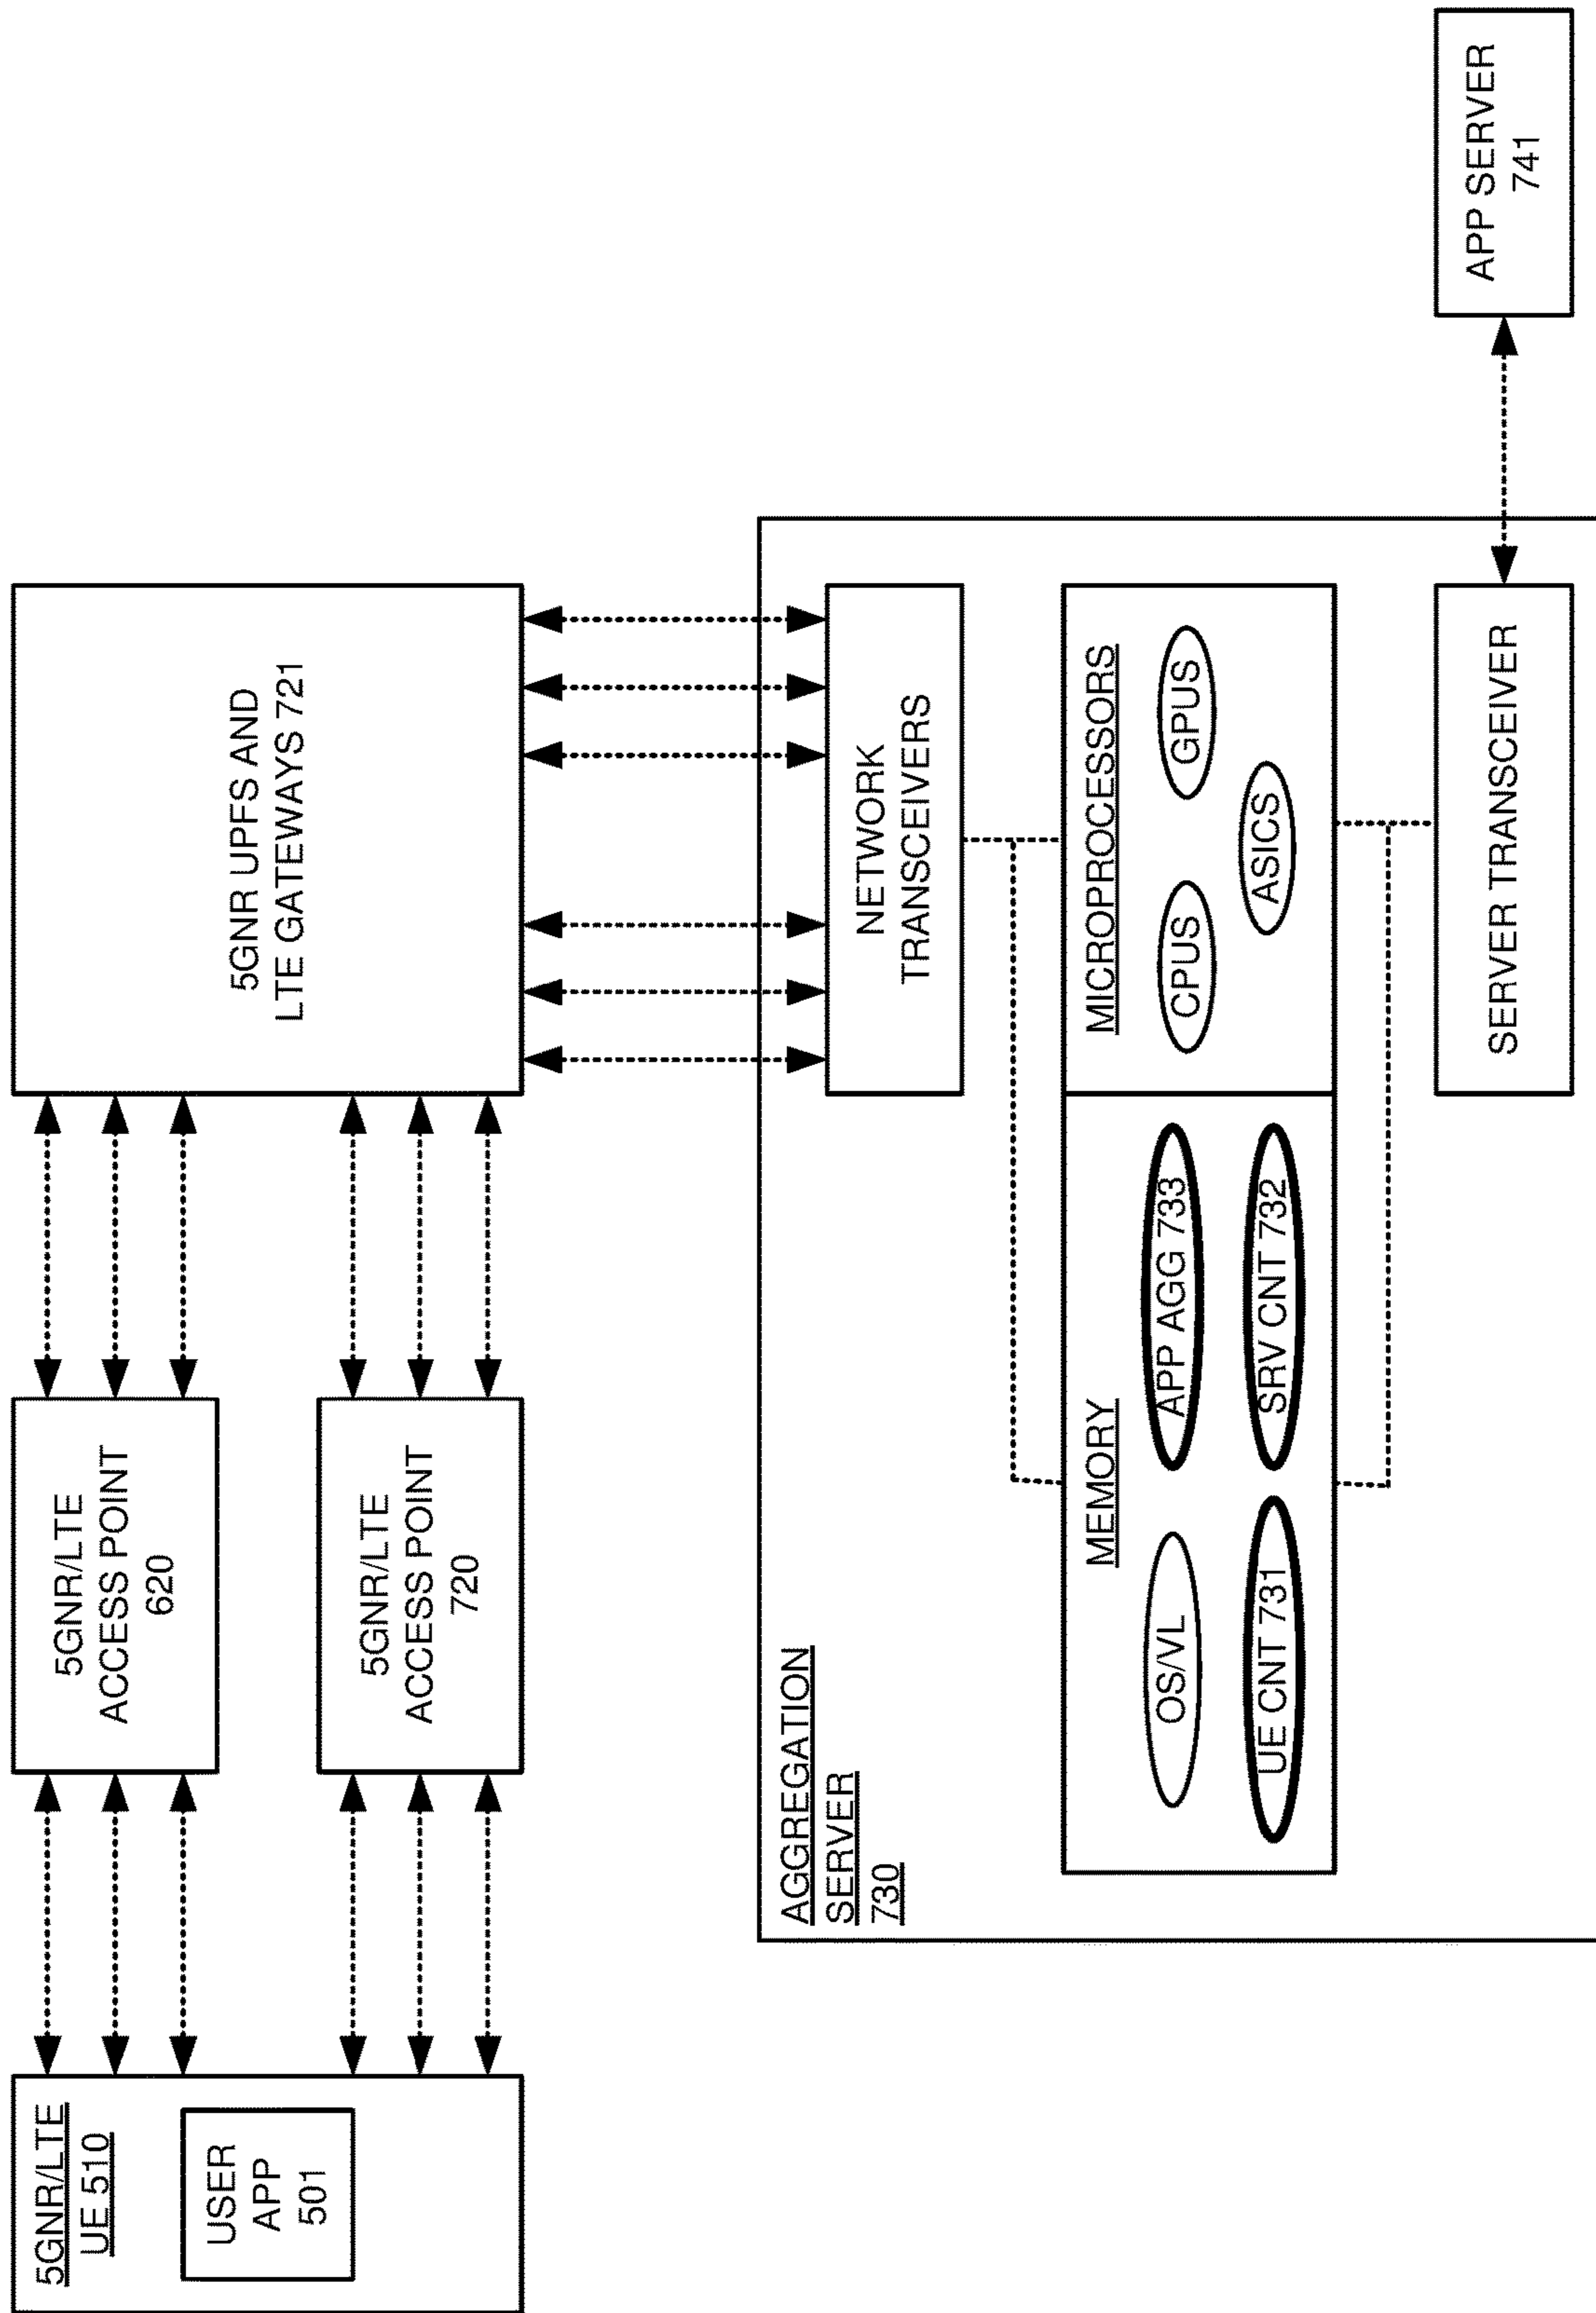 5GNR/LTE
UE 510
USER
APP
501
5GNR/LTE
ACCESS POINT
620
5GNR/LTE
ACCESS POINT
720
5GNR UPFS AND
LTE GATEWAYS 721
AGGREGATION
SERVER
730
NETWORK
TRANSCEIVERS
MEMORY
OS/VL
APP AGG 733
UE CNT 731
SRV CNT 732
MICROPROCESSORS
CPUS
GPUS
ASICS
SERVER TRANSCEIVER
APP SERVER
741